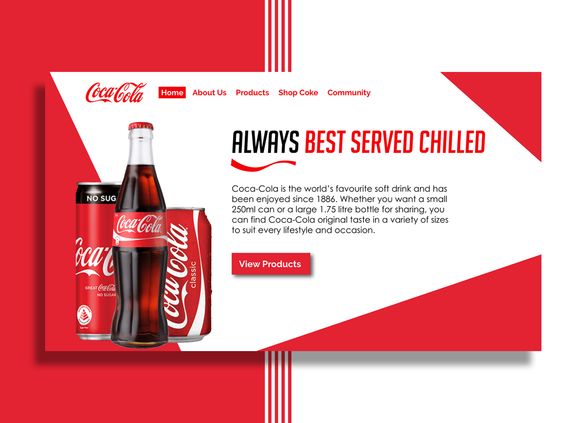 Coca-Cola Home About Us Products Shop Coke Community
ALWAYS BEST SERVED CHILLED
Coca-Cola is the world's favourite soft drink and has
been enjoyed since 1886. Whether you want a small
250ml can or a large 1.75 litre bottle for sharing, you
can find Coca-Cola original taste in a variety of sizes
to suit every lifestyle and occasion.
View Products
NO SUG
Coca-Cola
GREAT Coca-Cola
NO SUGAR
Coca-Cola
Coca-Cola
classic